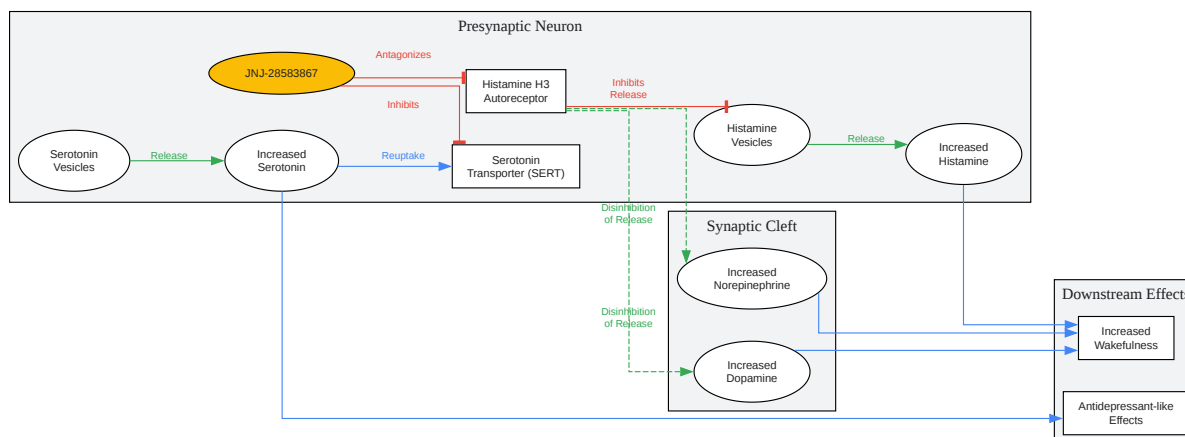 Presynaptic Neuron
Antagonizes
JNJ-28583867
Histamine H3
Autoreceptor
Inhibits
Release
Inhibits
Histamine
Vesicles
Release
Increased
Histamine
Serotonin
Vesicles
Release
Increased
Serotonin
Reuptake
Serotonin
Transporter (SERT)
Disinhibition
of Release
Synaptic Cleft
Increased
Norepinephrine
Disinhibition
of Release
Increased
Dopamine
Downstream Effects
Increased
Wakefulness
Antidepressant-like
Effects